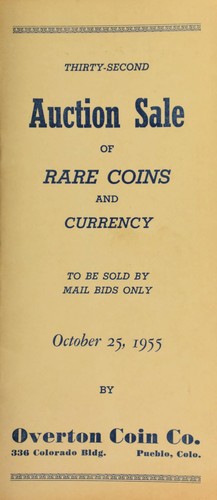 THIRTY-SECOND
Auction Sale
OF
RARE COINS
AND
CURRENCY
TO BE SOLD BY
MAIL BIDS ONLY
October 25, 1955
BY
Overton Coin Co.
336 Colorado Bldg. Pueblo, Colo.